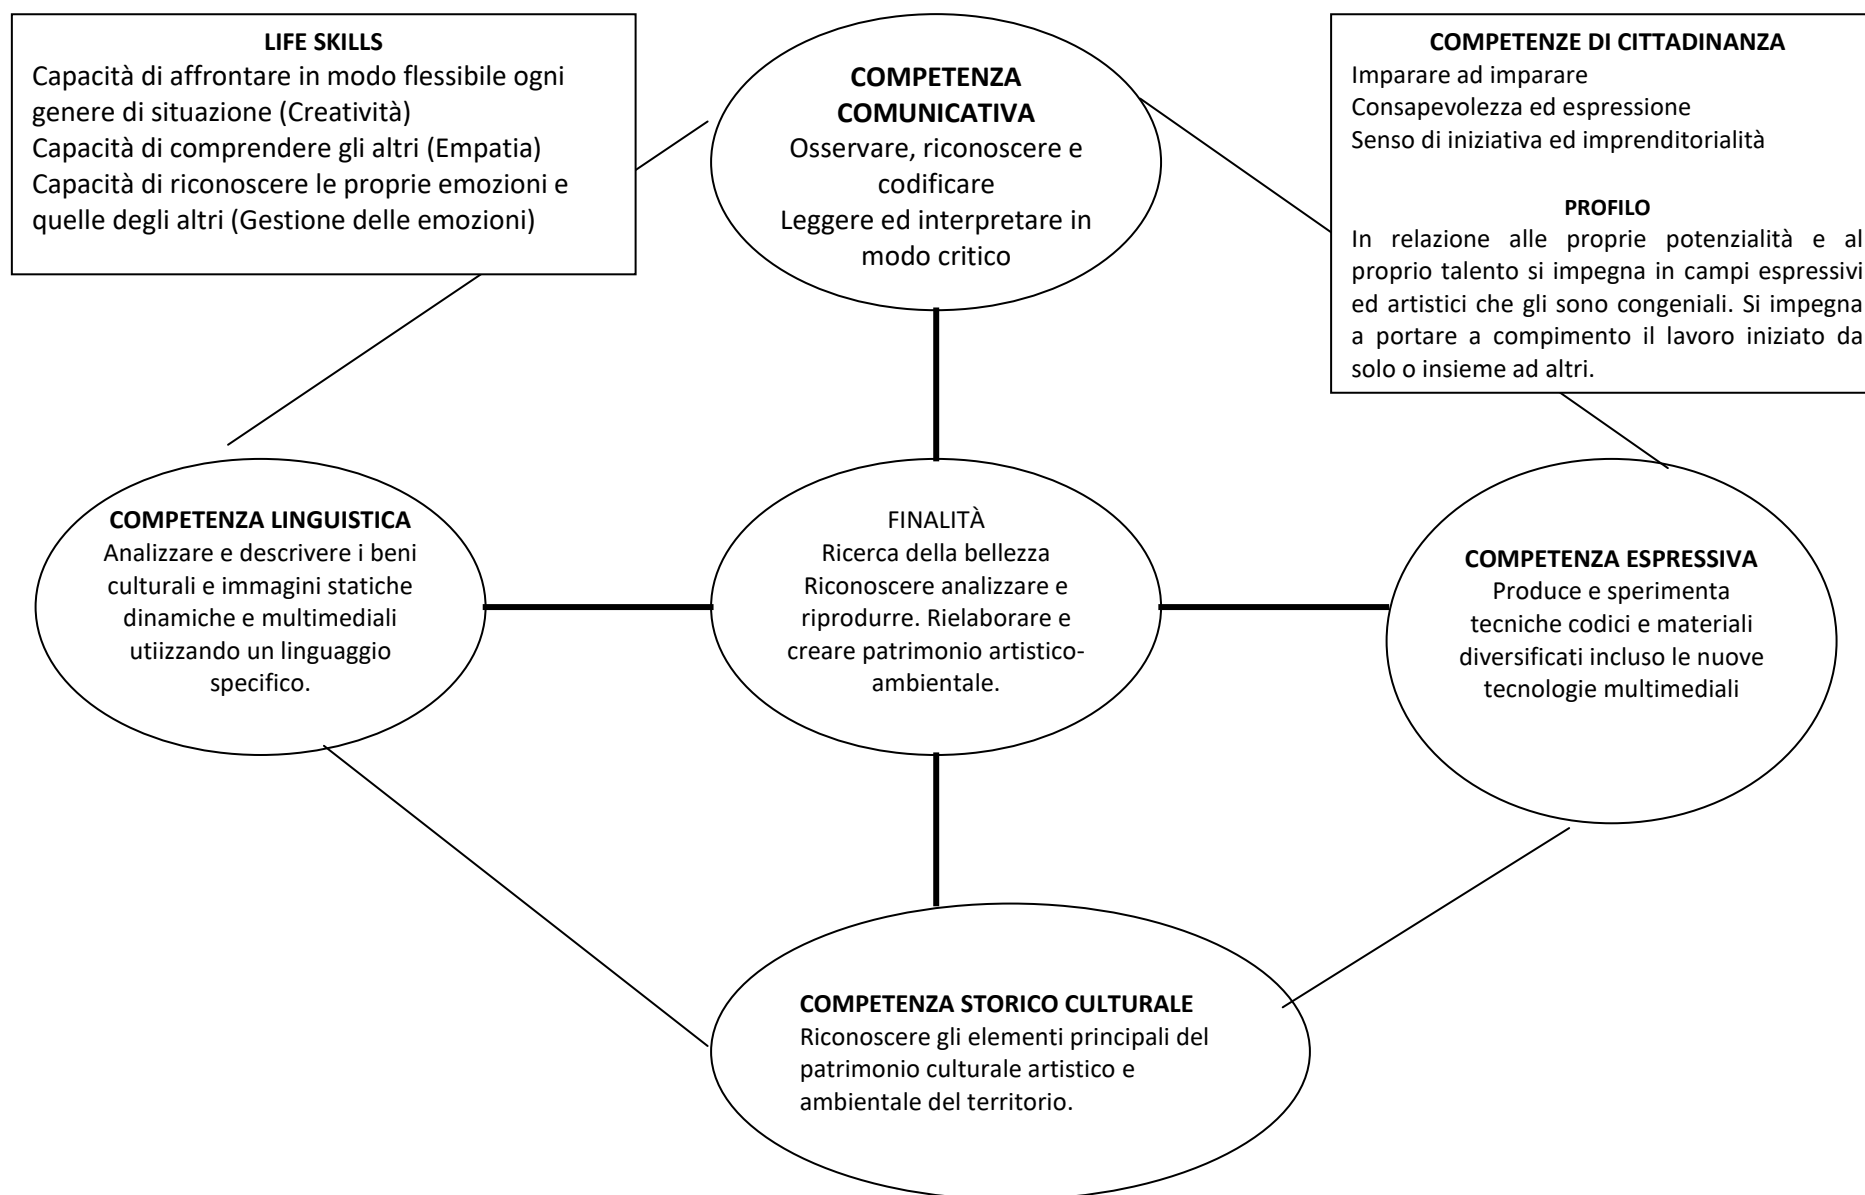 LIFE SKILLS
Capacità di affrontare in modo flessibile ogni
genere di situazione (Creatività)
Capacità di comprendere gli altri (Empatia)
Capacità di riconoscere le proprie emozioni e
quelle degli altri (Gestione delle emozioni)
COMPETENZA
COMUNICATIVA
Osservare, riconoscere e
codificare
Leggere ed interpretare in
modo critico
COMPETENZE DI CITTADINANZA
Imparare ad imparare
Consapevolezza ed espressione
Senso di iniziativa ed imprenditorialità
PROFILO
In relazione alle proprie potenzialità e al
proprio talento si impegna in campi espressivi
ed artistici che gli sono congeniali. Si impegna
a portare a compimento il lavoro iniziato da
solo o insieme ad altri.
COMPETENZA LINGUISTICA
Analizzare e descrivere i beni
culturali e immagini statiche
dinamiche e multimediali
utiizzando un linguaggio
specifico.
FINALITÀ
Ricerca della bellezza
Riconoscere analizzare e
riprodurre. Rielaborare e
creare patrimonio artistico-
ambientale.
COMPETENZA ESPRESSIVA
Produce e sperimenta
tecniche codici e materiali
diversificati incluso le nuove
tecnologie multimediali
COMPETENZA STORICO CULTURALE
Riconoscere gli elementi principali del
patrimonio culturale artistico e
ambientale del territorio.